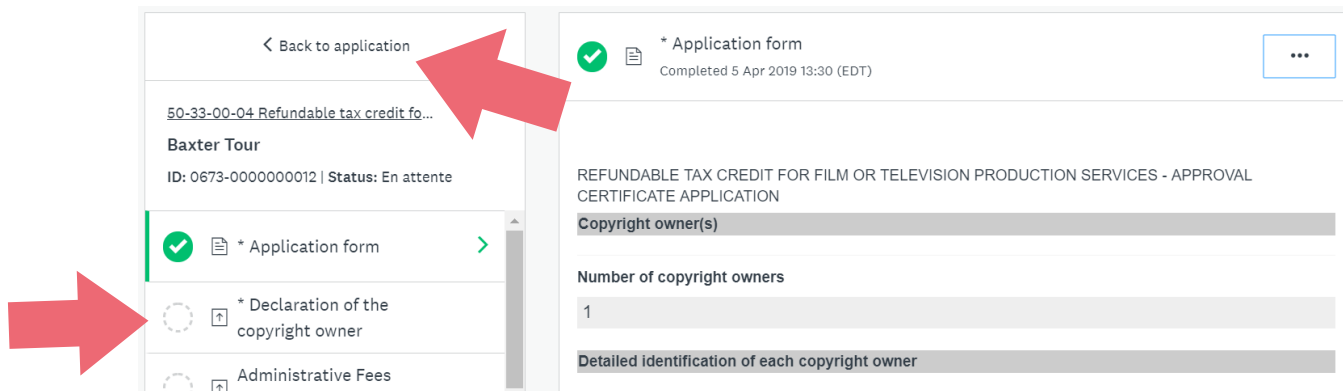 Back to application
50-33-00-04 Refundable tax credit fo...
Baxter Tour
ID: 0673-0000000012 | Status: En attente
* Application form
* Declaration of the
copyright owner
Administrative Fees
* Application form
Completed 5 Apr 2019 13:30 (EDT)
REFUNDABLE TAX CREDIT FOR FILM OR TELEVISION PRODUCTION SERVICES - APPROVAL
CERTIFICATE APPLICATION
Copyright owner(s)
Number of copyright owners
1
Detailed identification of each copyright owner